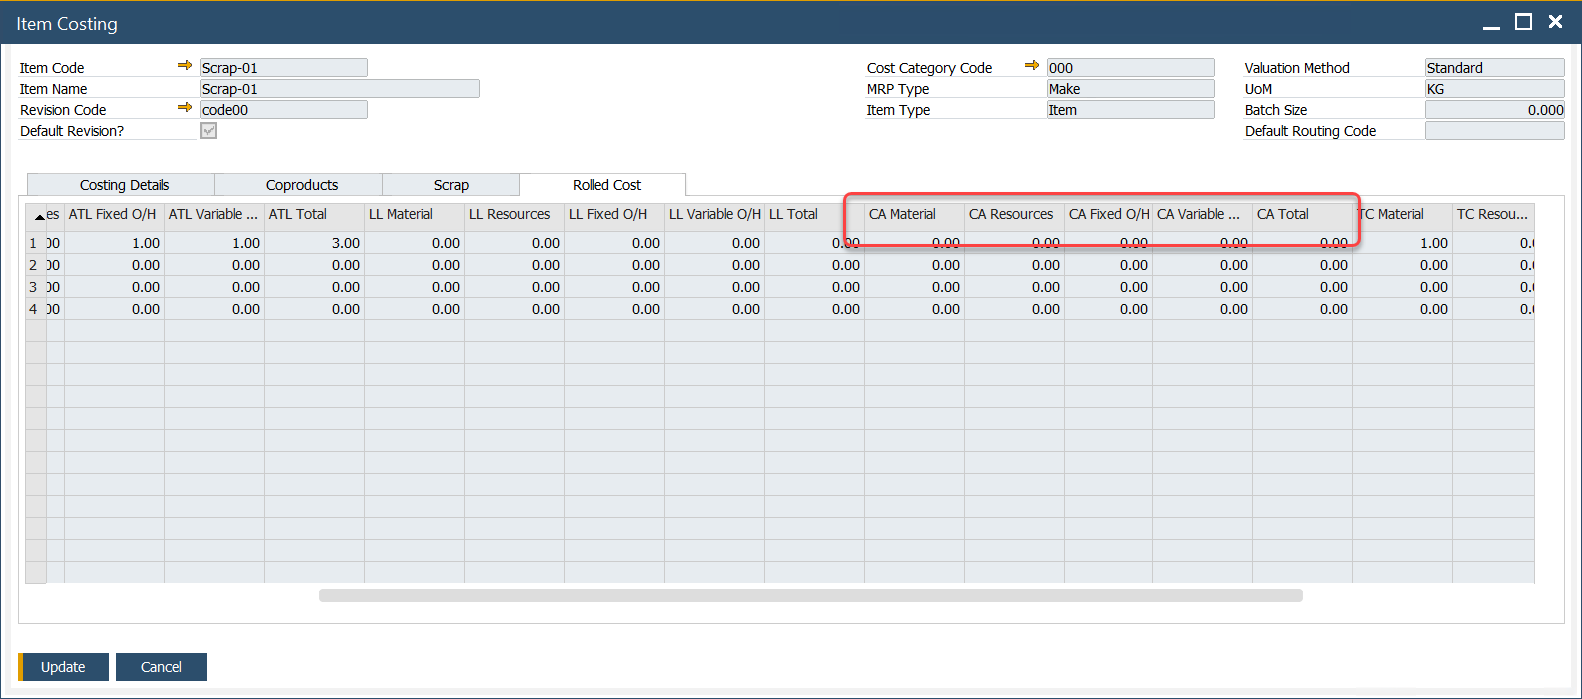 Item Costing
Item Code Scrap-01 Cost Category Code 000 Valuation Method Standard
Item Name Scrap-01 MRP Type Make UoM KG
Revision Code code00 Item Type Item Batch Size 0.000
Default Revision? Default Routing Code
Costing Details Coproducts Scrap Rolled Cost
es ATL Fixed O/H ATL Variable ... ATL Total LL Material LL Resources LL Fixed O/H LL Variable O/H LL Total CA Material CA Resources CA Fixed O/H CA Variable ... CA Total TC Material TC Resou...
1 00 1.00 1.00 3.00 0.00 0.00 0.00 0.00 0.00 0.00 0.00 0.00 0.00 0.00 1.00 0.0
2 00 0.00 0.00 0.00 0.00 0.00 0.00 0.00 0.00 0.00 0.00 0.00 0.00 0.00 0.00 0.0
3 00 0.00 0.00 0.00 0.00 0.00 0.00 0.00 0.00 0.00 0.00 0.00 0.00 0.00 0.00 0.0
4 00 0.00 0.00 0.00 0.00 0.00 0.00 0.00 0.00 0.00 0.00 0.00 0.00 0.00 0.00 0.0
Update Cancel